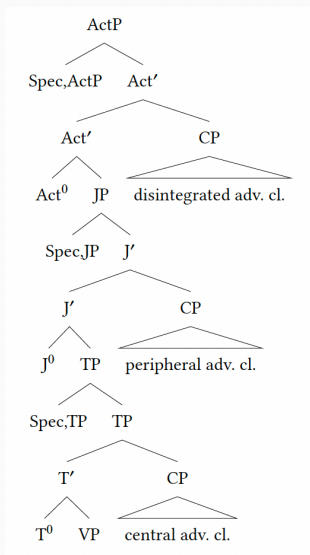 ActP
Spec,ActP Act′
Act′ CP
Act⁰ JP disintegrated adv. cl.
Spec,JP J′
J′ CP
J⁰ TP peripheral adv. cl.
Spec,TP TP
T′ CP
T⁰ VP central adv. cl.